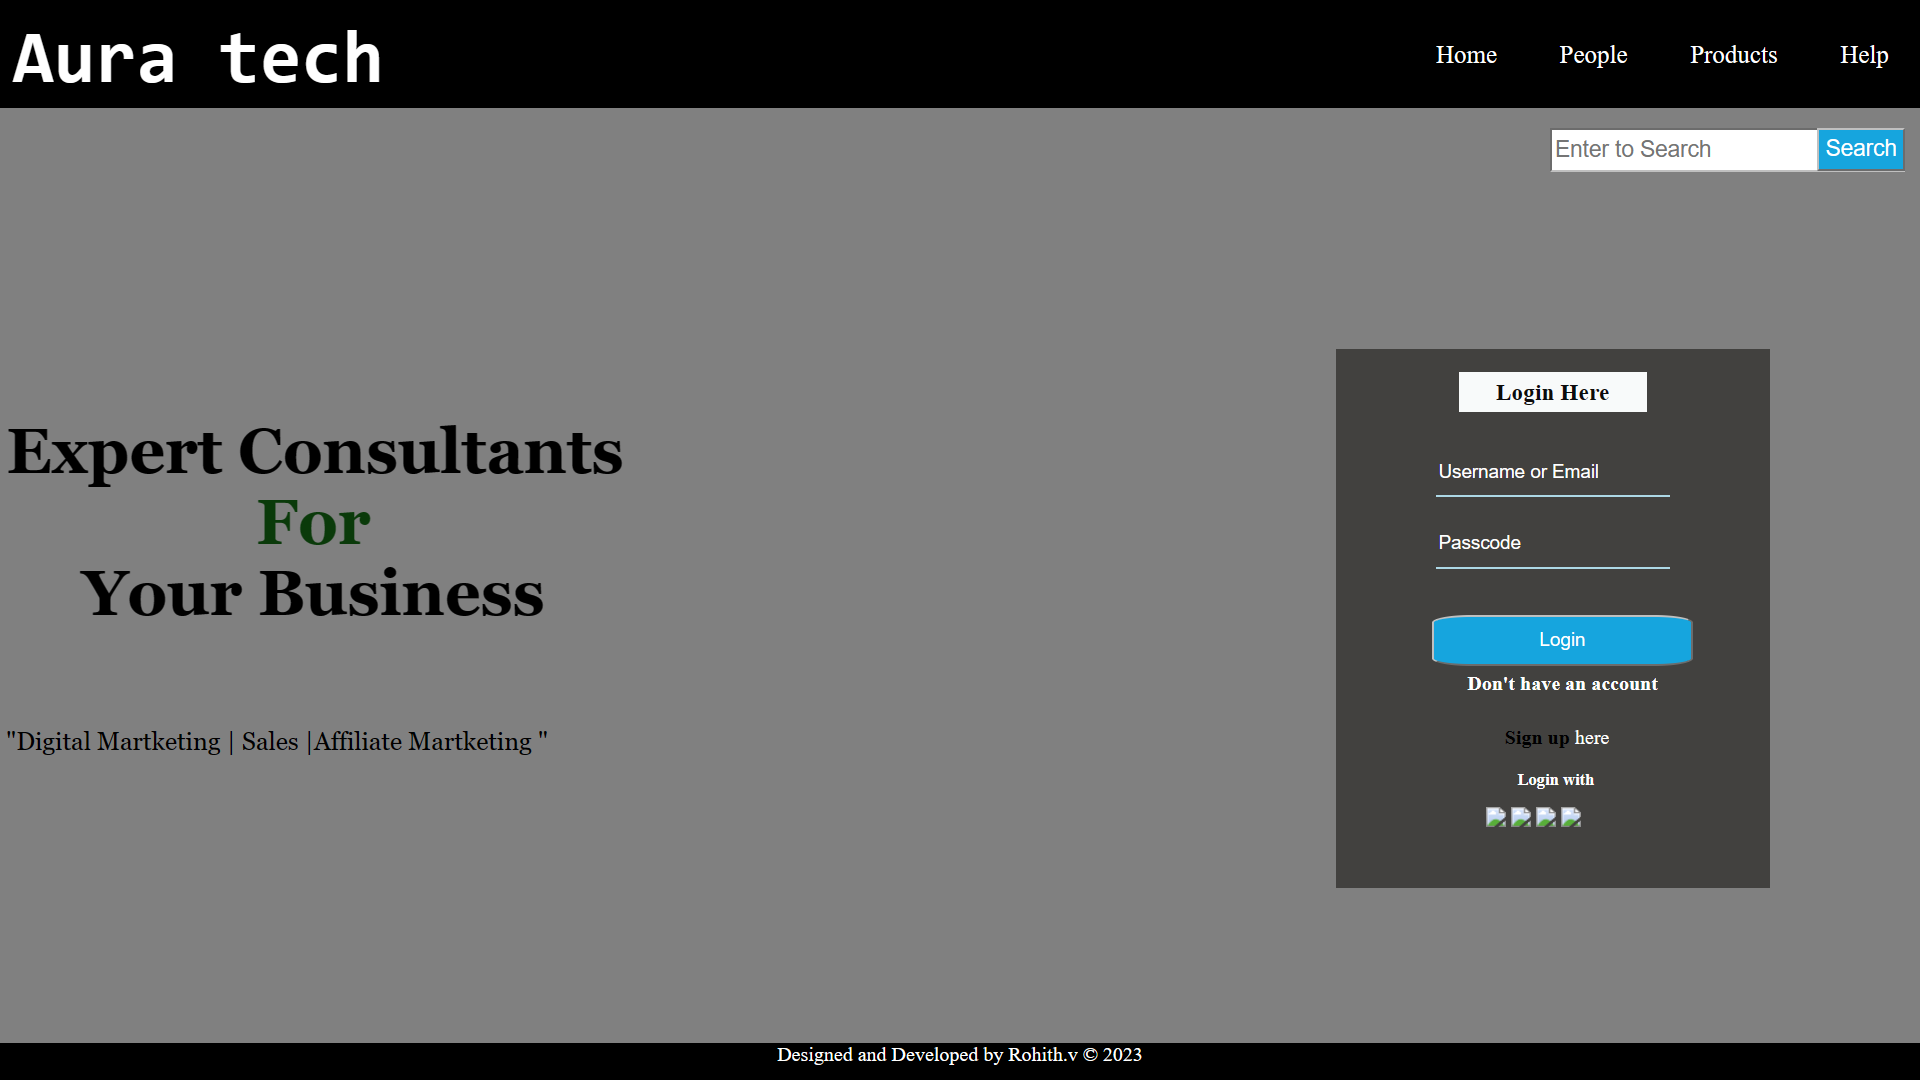 Aura tech
Home People Products Help
Enter to Search Search
Expert Consultants
For
Your Business
"Digital Martketing | Sales |Affiliate Martketing "
Login Here
Username or Email
Passcode
Login
Don't have an account
Sign up here
Login with
Designed and Developed by Rohith.v © 2023